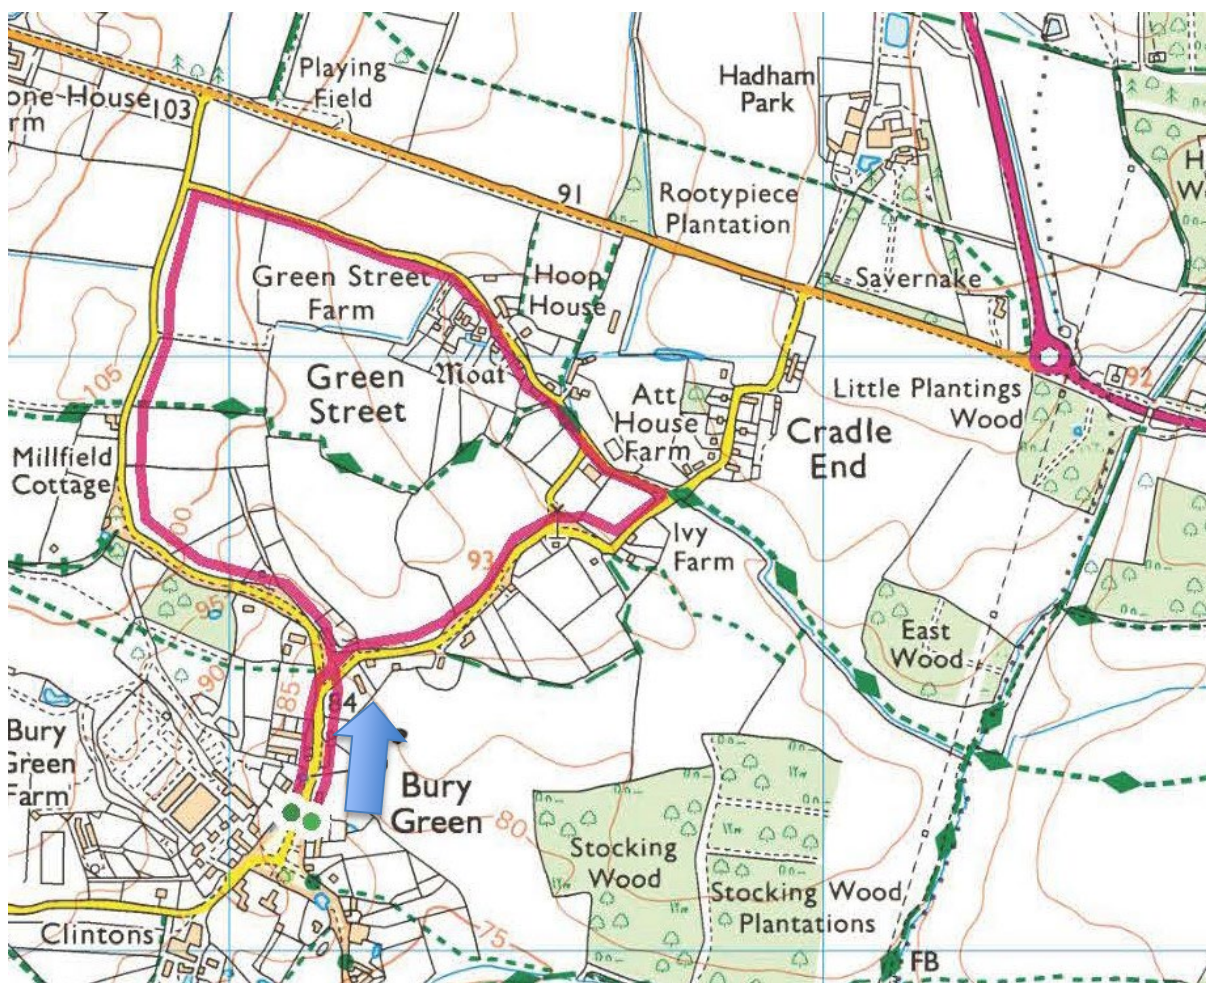 Playing
Field
one House
rm
103
Hadham
Park
91
Rootypiece
Plantation
Green Street
Farm
Hoop
House
Savernake
Moat
105
Green
Street
Att
House
Farm
Little Plantings
Wood
92
Cradle
End
Millfield
Cottage
100
93
Ivy
Farm
95
East
Wood
90
85
84
Bury
Green
Farm
Bury
Green
80
Stocking
Wood
Stocking Wood
Plantations
75
Clintons
FB